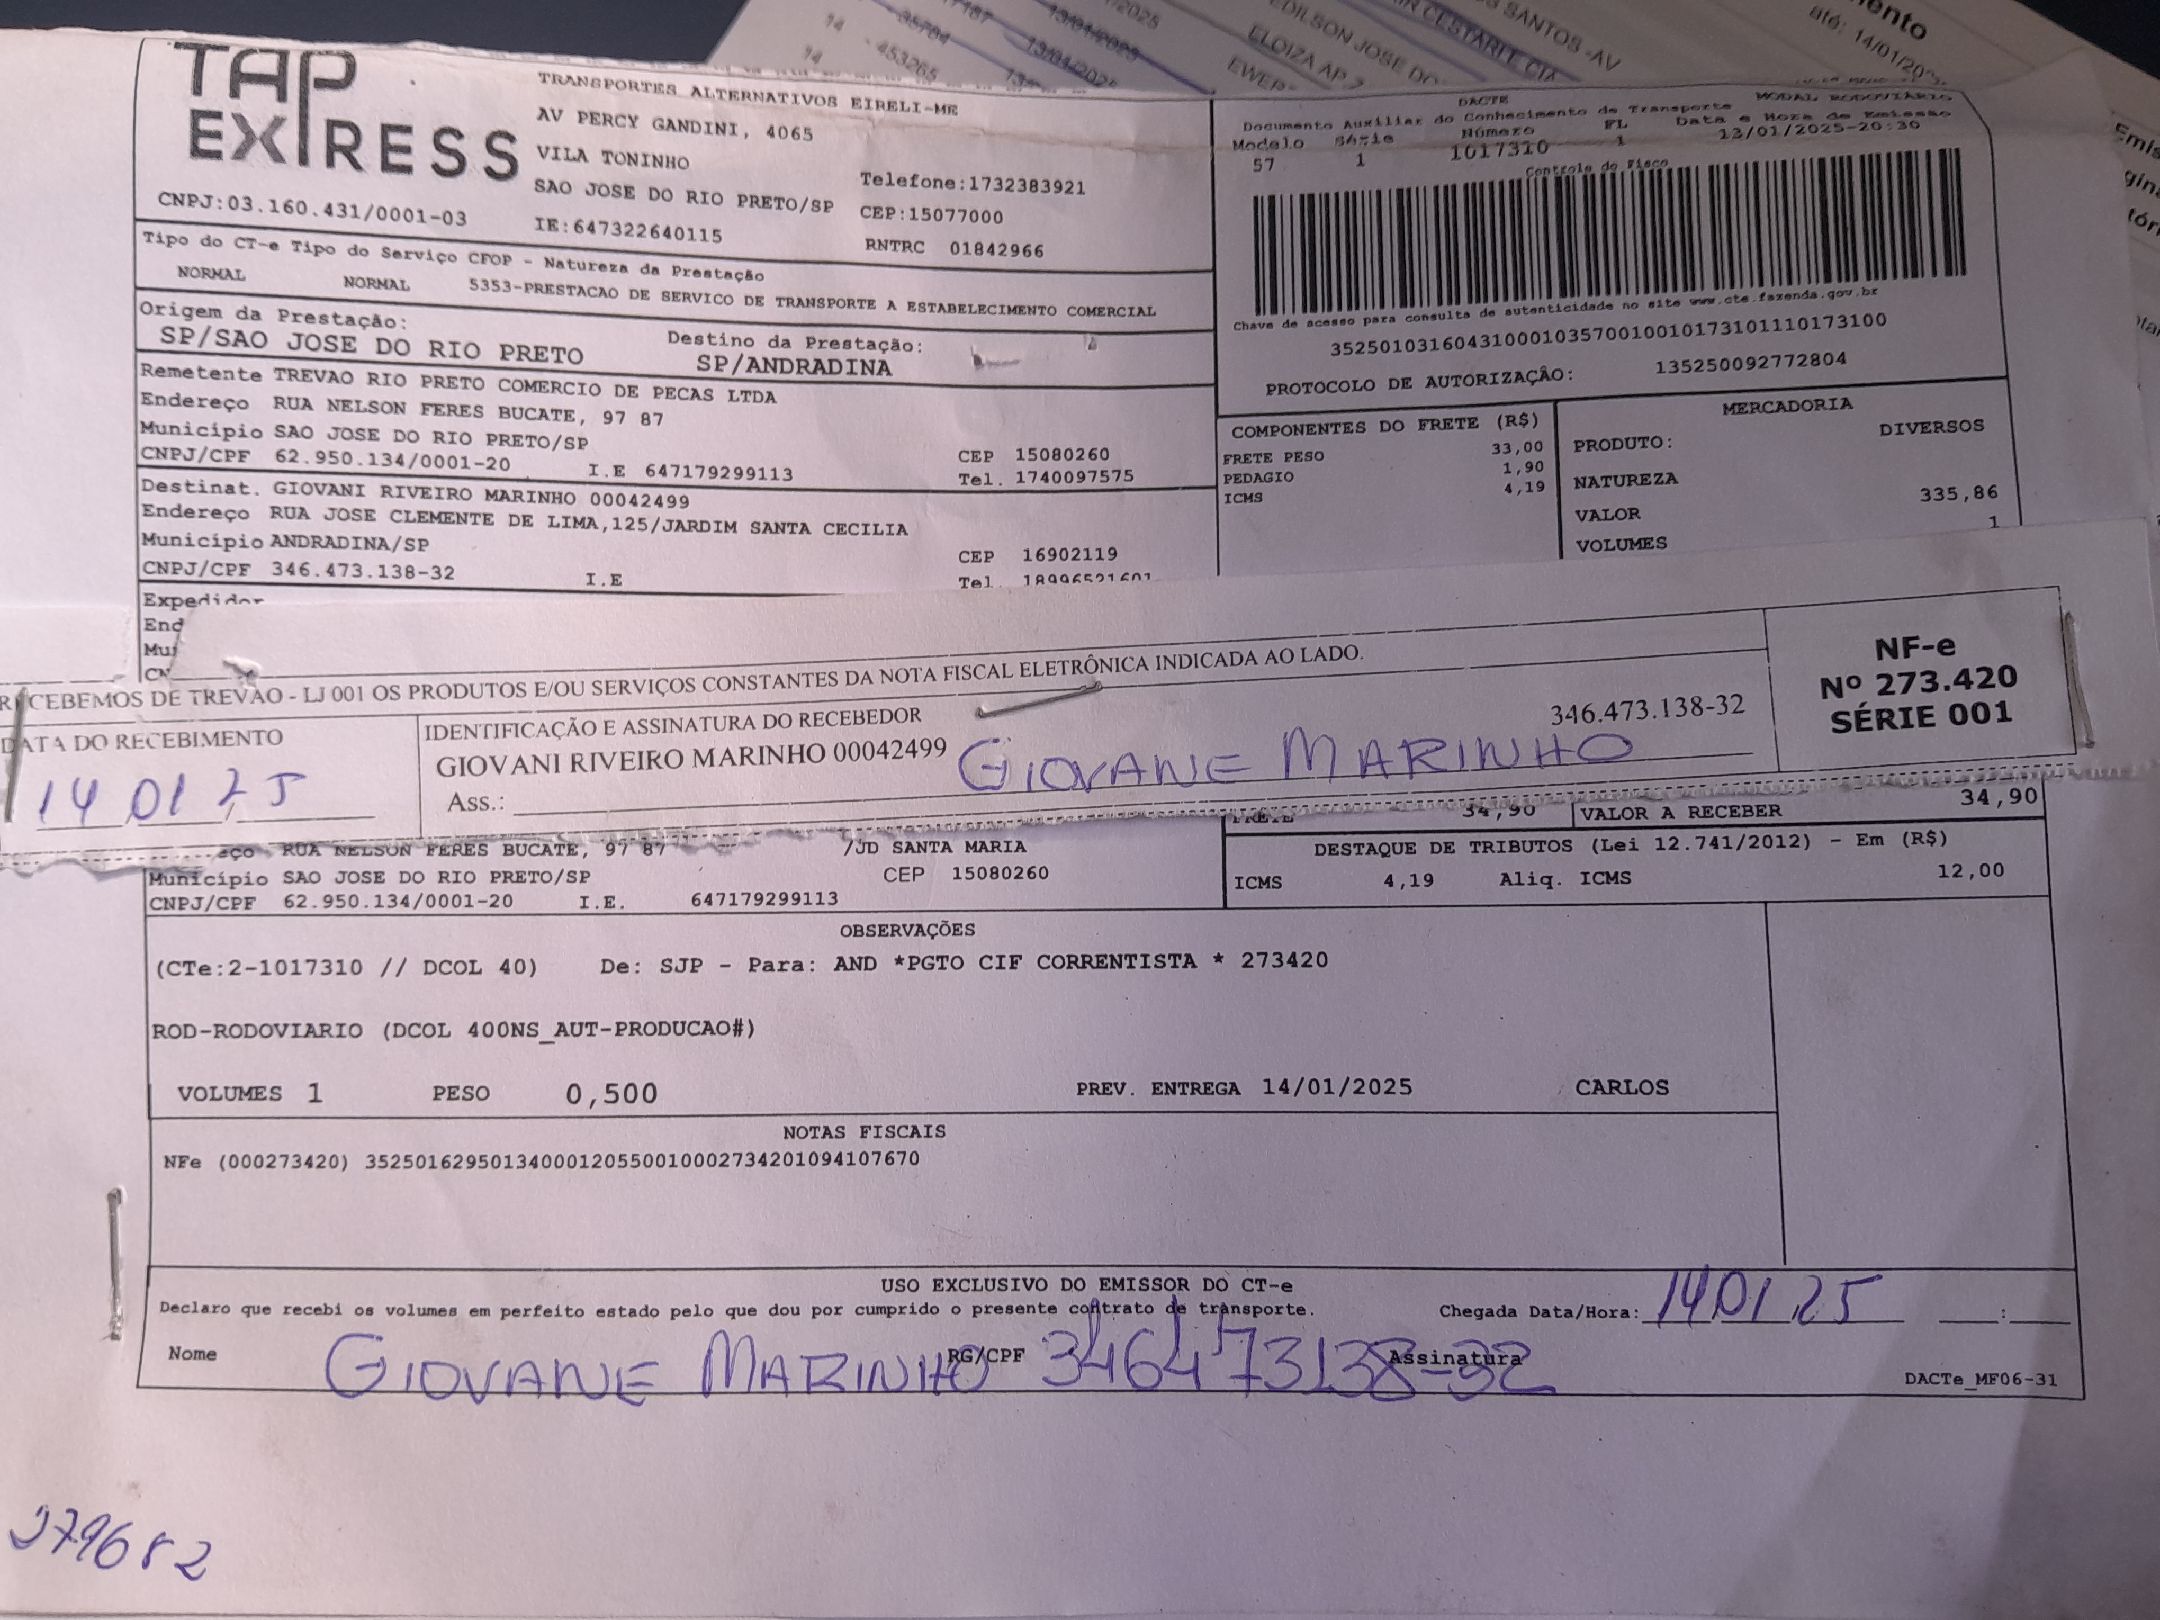 TAP EXPRESS
TRANSPORTES ALTERNATIVOS EIRELI-ME
AV PERCY GANDINI, 4065
VILA TONINHO
SAO JOSE DO RIO PRETO/SP
IE:647322640115
Telefone:1732383921
CEP:15077000
RNTRC 01842966
CNPJ:03.160.431/0001-03
DACTE MODAL RODOVIÁRIO
Documento Auxiliar do Conhecimento de Transporte
Modelo Série Número FL Data e Hora de Emissão
57 1 1017310 1 13/01/2025-20:30
Controle do Fisco
Chave de acesso para consulta de autenticidade no site www.cte.fazenda.gov.br
35250103160431000103570010010173101110173100
PROTOCOLO DE AUTORIZAÇÃO: 135250092772804
Tipo do CT-e Tipo do Serviço CFOP - Natureza da Prestação
NORMAL NORMAL 5353-PRESTACAO DE SERVICO DE TRANSPORTE A ESTABELECIMENTO COMERCIAL
Origem da Prestação: Destino da Prestação:
SP/SAO JOSE DO RIO PRETO SP/ANDRADINA
Remetente TREVAO RIO PRETO COMERCIO DE PECAS LTDA
Endereço RUA NELSON FERES BUCATE, 97 87
Município SAO JOSE DO RIO PRETO/SP CEP 15080260
CNPJ/CPF 62.950.134/0001-20 I.E 647179299113 Tel. 1740097575
Destinat. GIOVANI RIVEIRO MARINHO 00042499
Endereço RUA JOSE CLEMENTE DE LIMA,125/JARDIM SANTA CECILIA
Município ANDRADINA/SP CEP 16902119
CNPJ/CPF 346.473.138-32 I.E Tel. 18996521601
COMPONENTES DO FRETE (R$)
FRETE PESO 33,00
PEDAGIO 1,90
ICMS 4,19
MERCADORIA
PRODUTO: DIVERSOS
NATUREZA
VALOR 335,86
VOLUMES 1
Expedidor
RECEBEMOS DE TREVAO - LJ 001 OS PRODUTOS E/OU SERVIÇOS CONSTANTES DA NOTA FISCAL ELETRÔNICA INDICADA AO LADO.
DATA DO RECEBIMENTO
14 01 25
IDENTIFICAÇÃO E ASSINATURA DO RECEBEDOR
GIOVANI RIVEIRO MARINHO 00042499 346.473.138-32
Ass.: GIOVANE MARINHO
NF-e
Nº 273.420
SÉRIE 001
FRETE 34,90 VALOR A RECEBER 34,90
eço RUA NELSON FERES BUCATE, 97 87 /JD SANTA MARIA
Município SAO JOSE DO RIO PRETO/SP CEP 15080260
CNPJ/CPF 62.950.134/0001-20 I.E. 647179299113
DESTAQUE DE TRIBUTOS (Lei 12.741/2012) - Em (R$)
ICMS 4,19 Aliq. ICMS 12,00
OBSERVAÇÕES
(CTe:2-1017310 // DCOL 40) De: SJP - Para: AND *PGTO CIF CORRENTISTA * 273420
ROD-RODOVIARIO (DCOL 400NS_AUT-PRODUCAO#)
VOLUMES 1 PESO 0,500 PREV. ENTREGA 14/01/2025 CARLOS
NOTAS FISCAIS
NFe (000273420) 35250162950134000120550010002734201094107670
USO EXCLUSIVO DO EMISSOR DO CT-e
Declaro que recebi os volumes em perfeito estado pelo que dou por cumprido o presente contrato de transporte.
Chegada Data/Hora: 14 01 25 :
Nome GIOVANE MARINHO RG/CPF 346473138-32 Assinatura
DACTe_MF06-31
279682